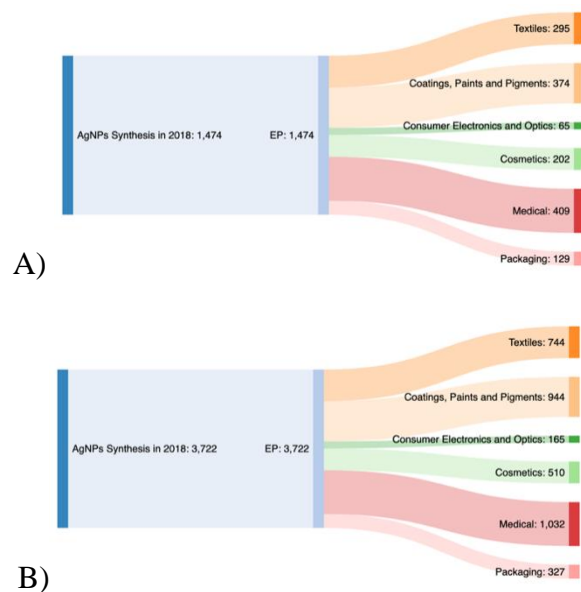 Textiles: 295
Coatings, Paints and Pigments: 374
AgNPs Synthesis in 2018: 1,474
EP: 1,474
Consumer Electronics and Optics: 65
Cosmetics: 202
Medical: 409
Packaging: 129
A)
Textiles: 744
Coatings, Paints and Pigments: 944
AgNPs Synthesis in 2018: 3,722
EP: 3,722
Consumer Electronics and Optics: 165
Cosmetics: 510
Medical: 1,032
Packaging: 327
B)